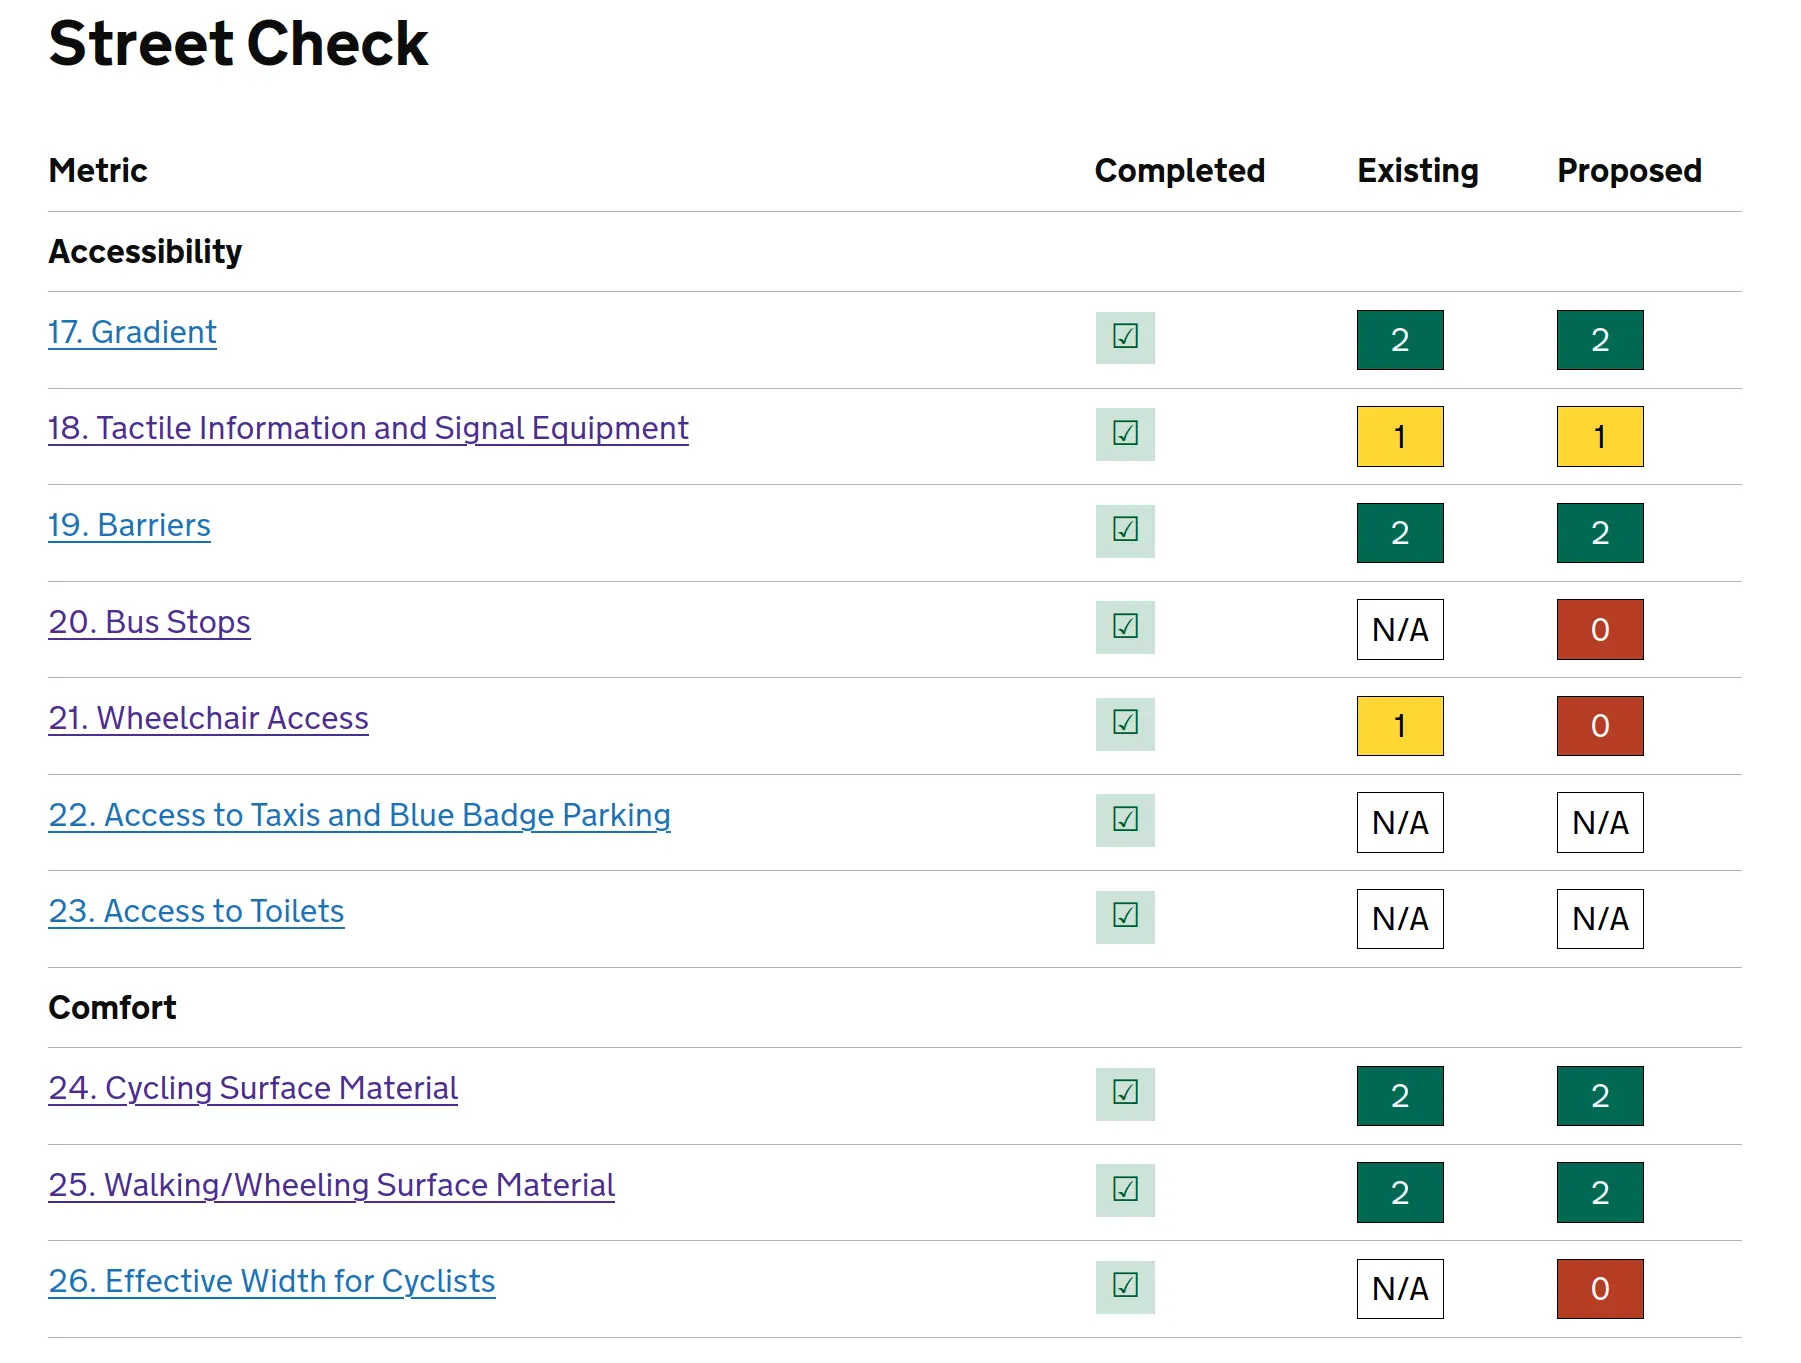 Street Check
Metric Completed Existing Proposed
Accessibility
17. Gradient ☑ 2 2
18. Tactile Information and Signal Equipment ☑ 1 1
19. Barriers ☑ 2 2
20. Bus Stops ☑ N/A 0
21. Wheelchair Access ☑ 1 0
22. Access to Taxis and Blue Badge Parking ☑ N/A N/A
23. Access to Toilets ☑ N/A N/A
Comfort
24. Cycling Surface Material ☑ 2 2
25. Walking/Wheeling Surface Material ☑ 2 2
26. Effective Width for Cyclists ☑ N/A 0